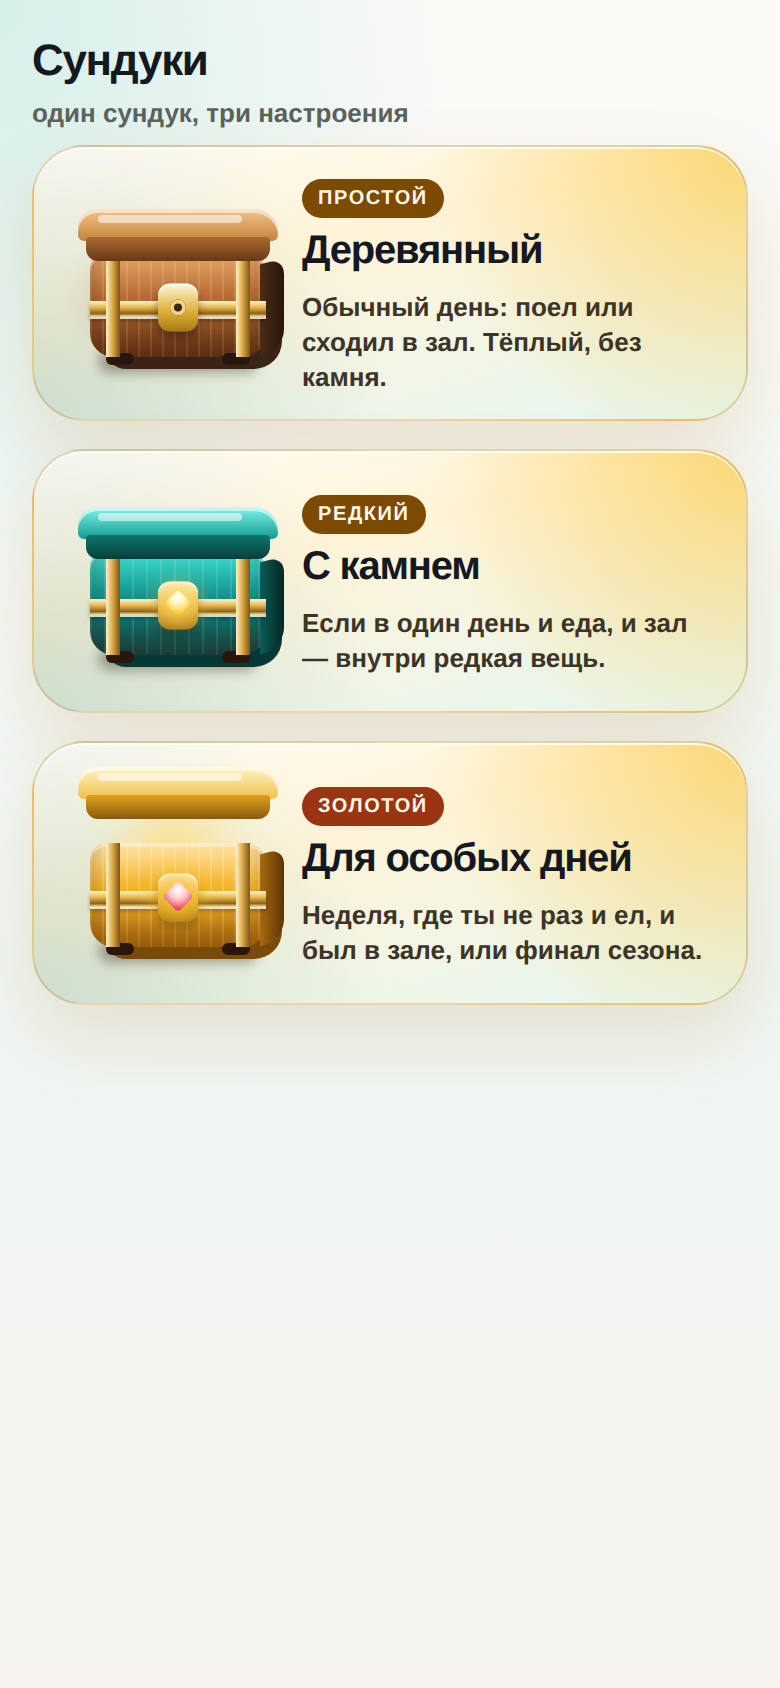 Сундуки
один сундук, три настроения
ПРОСТОЙ
Деревянный
Обычный день: поел или
сходил в зал. Тёплый, без
камня.
РЕДКИЙ
С камнем
Если в один день и еда, и зал
— внутри редкая вещь.
ЗОЛОТОЙ
Для особых дней
Неделя, где ты не раз и ел, и
был в зале, или финал сезона.